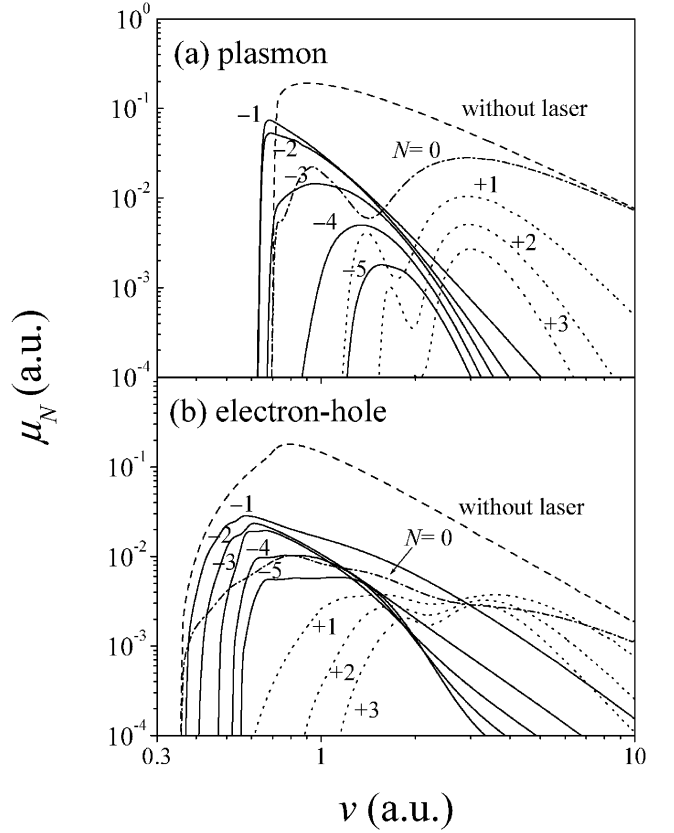 10⁰
(a) plasmon
10⁻¹
without laser
−1
−2
N= 0
−3
+1
10⁻²
−4
+2
−5
10⁻³
+3
10⁻⁴
μN (a.u.)
(b) electron-hole
10⁻¹
without laser
−1
N= 0
−2
−4
10⁻²
−3
−5
+1
10⁻³
+2
+3
10⁻⁴
0.3 1 10
v (a.u.)